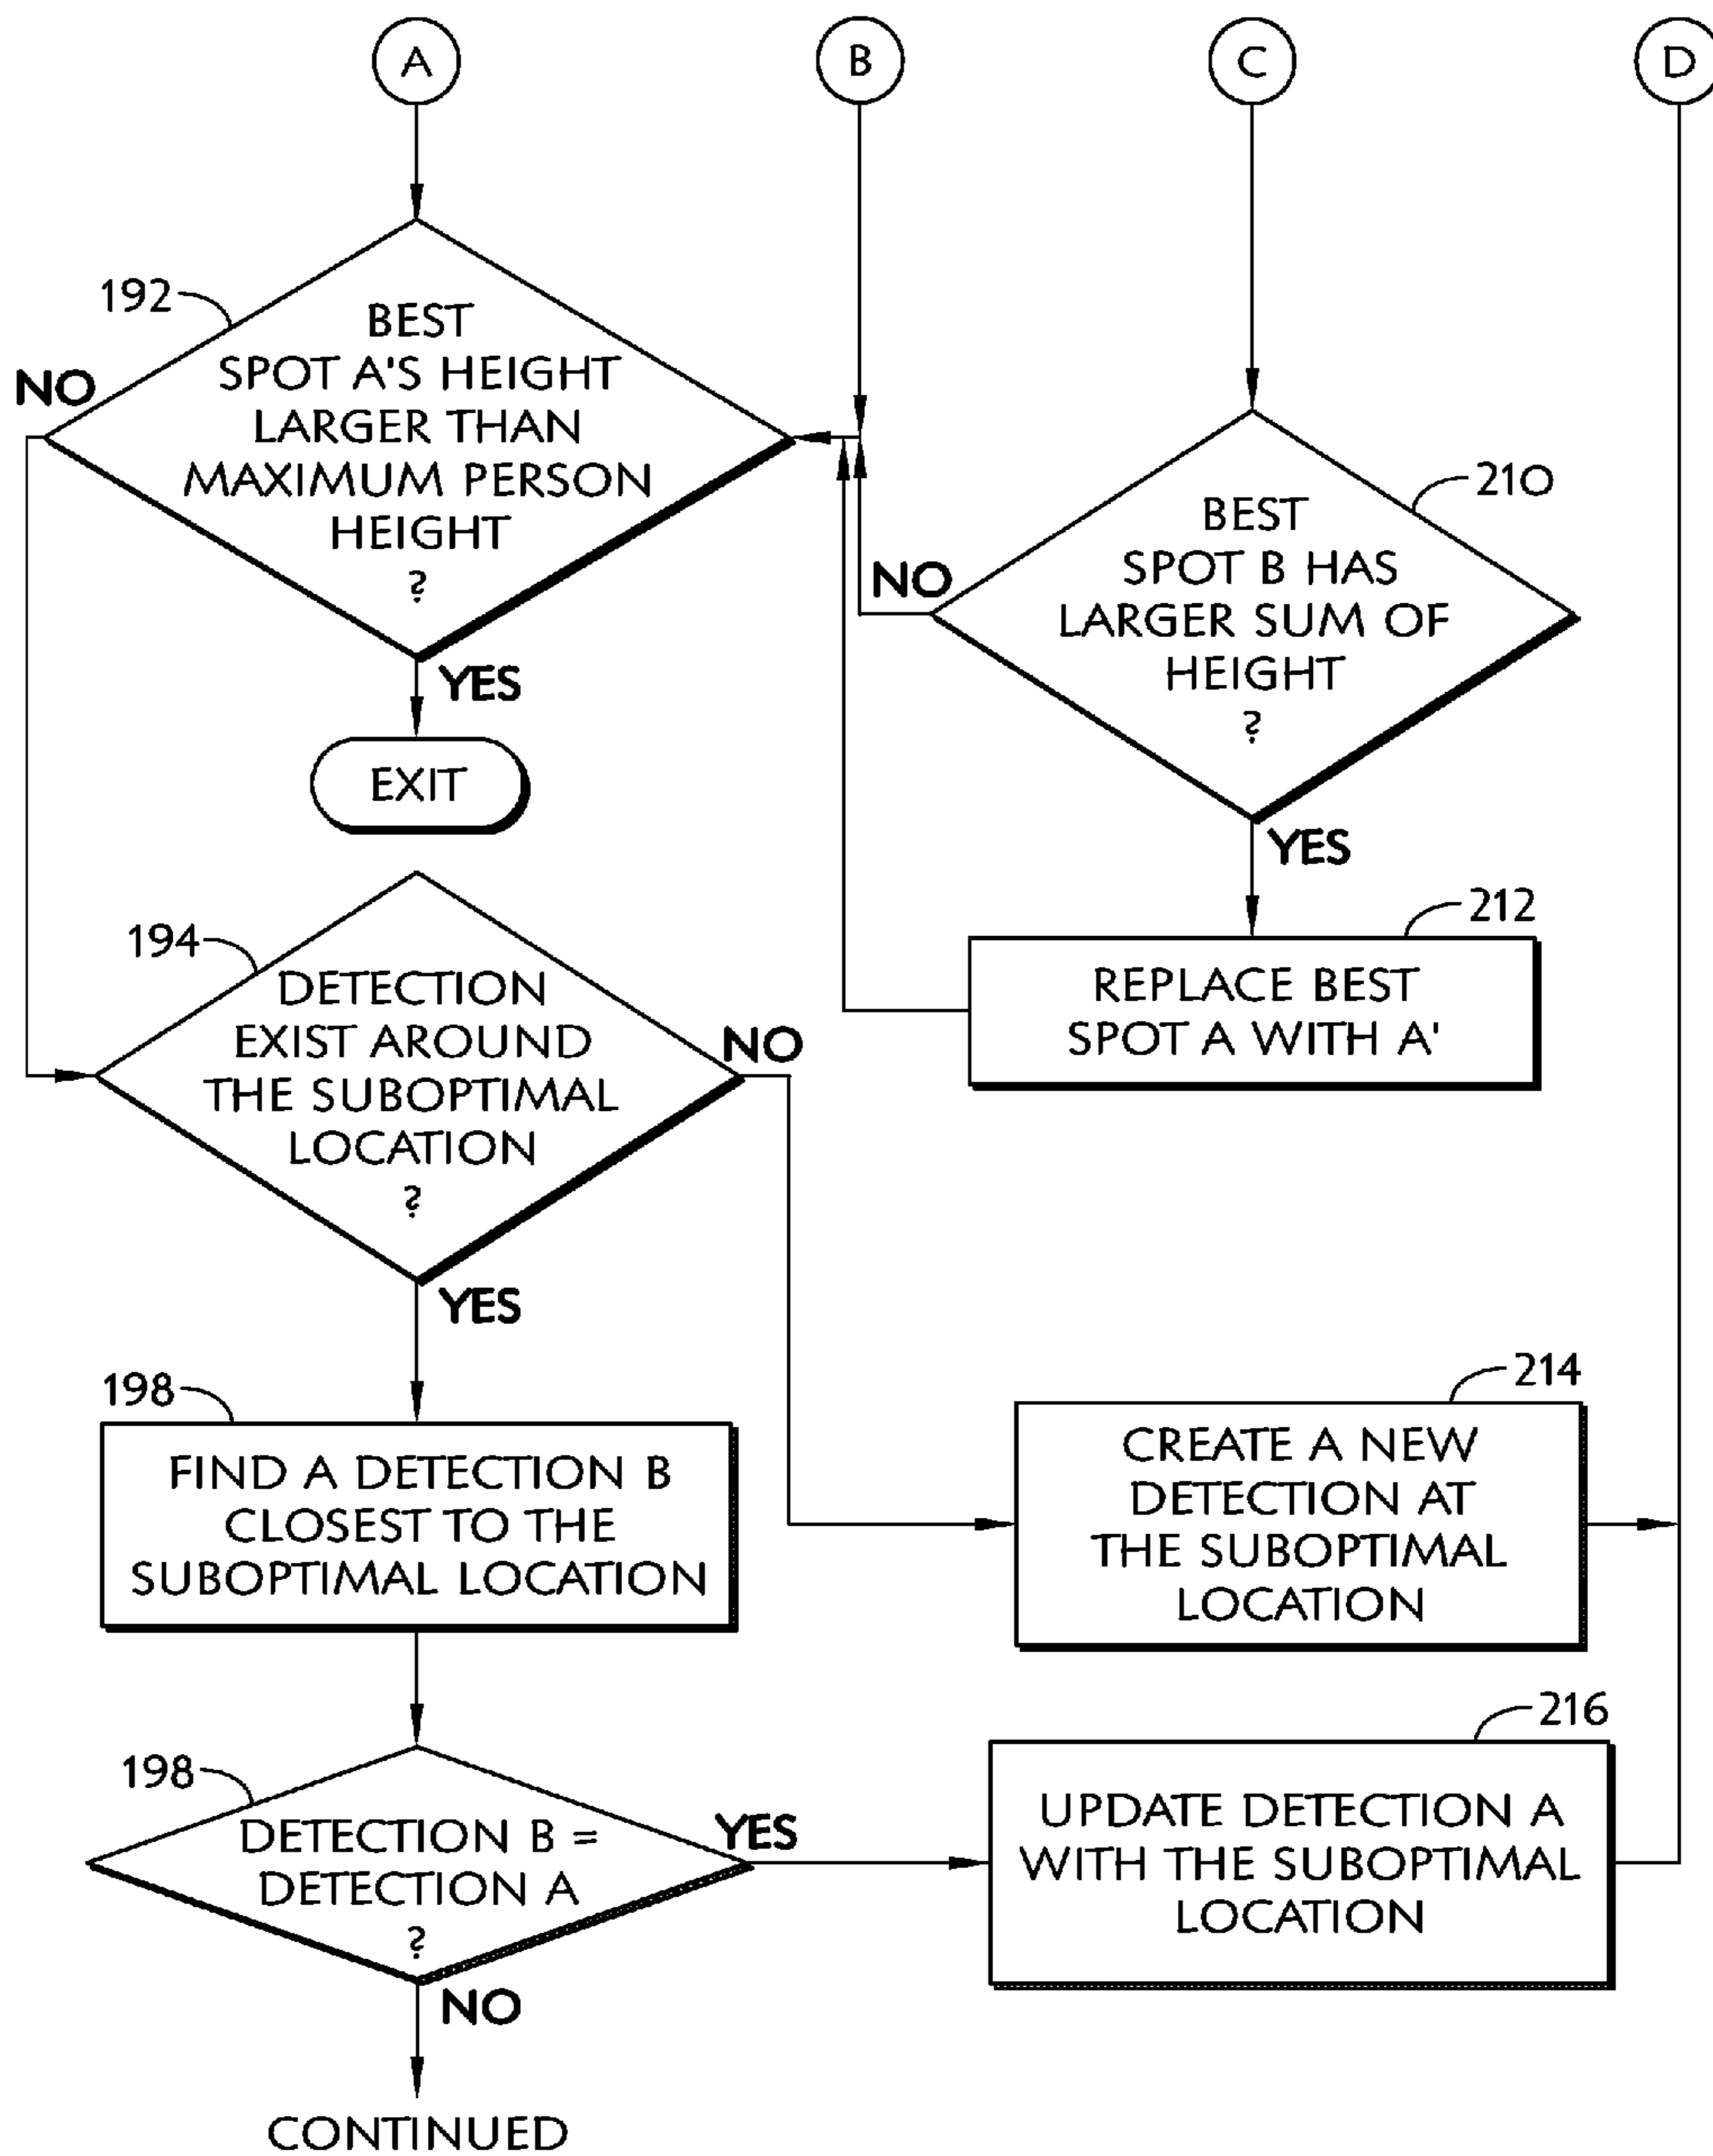 A
B
C
D
192
BEST
SPOT A'S HEIGHT
LARGER THAN
MAXIMUM PERSON
HEIGHT
?
NO
YES
EXIT
210
BEST
SPOT B HAS
LARGER SUM OF
HEIGHT
?
NO
YES
212
REPLACE BEST
SPOT A WITH A'
194
DETECTION
EXIST AROUND
THE SUBOPTIMAL
LOCATION
?
NO
YES
198
FIND A DETECTION B
CLOSEST TO THE
SUBOPTIMAL LOCATION
214
CREATE A NEW
DETECTION AT
THE SUBOPTIMAL
LOCATION
198
DETECTION B =
DETECTION A
?
YES
NO
216
UPDATE DETECTION A
WITH THE SUBOPTIMAL
LOCATION
CONTINUED